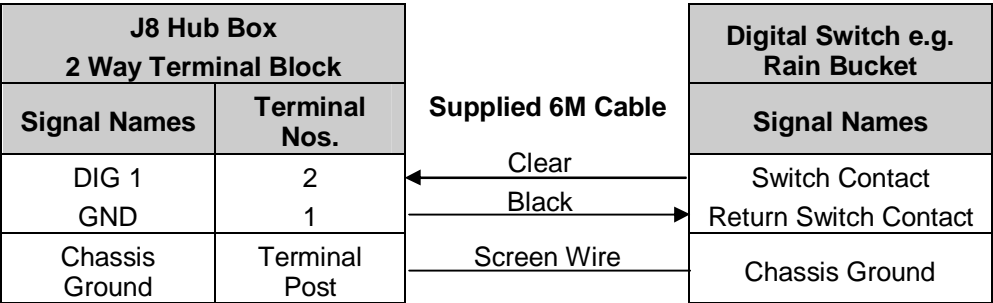 J8 Hub Box
2 Way Terminal Block
Digital Switch e.g.
Rain Bucket
Signal Names
Terminal
Nos.
Supplied 6M Cable
Signal Names
DIG 1
2
Clear
Switch Contact
GND
1
Black
Return Switch Contact
Chassis
Ground
Terminal
Post
Screen Wire
Chassis Ground